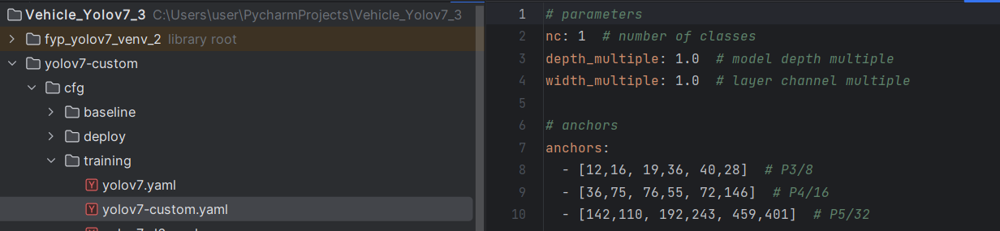 Vehicle_Yolov7_3 C:\Users\user\PycharmProjects\Vehicle_Yolov7_3
fyp_yolov7_venv_2 library root
yolov7-custom
cfg
baseline
deploy
training
yolov7.yaml
yolov7-custom.yaml
1 # parameters
2 nc: 1 # number of classes
3 depth_multiple: 1.0 # model depth multiple
4 width_multiple: 1.0 # layer channel multiple
5
6 # anchors
7 anchors:
8 - [12,16, 19,36, 40,28] # P3/8
9 - [36,75, 76,55, 72,146] # P4/16
10 - [142,110, 192,243, 459,401] # P5/32